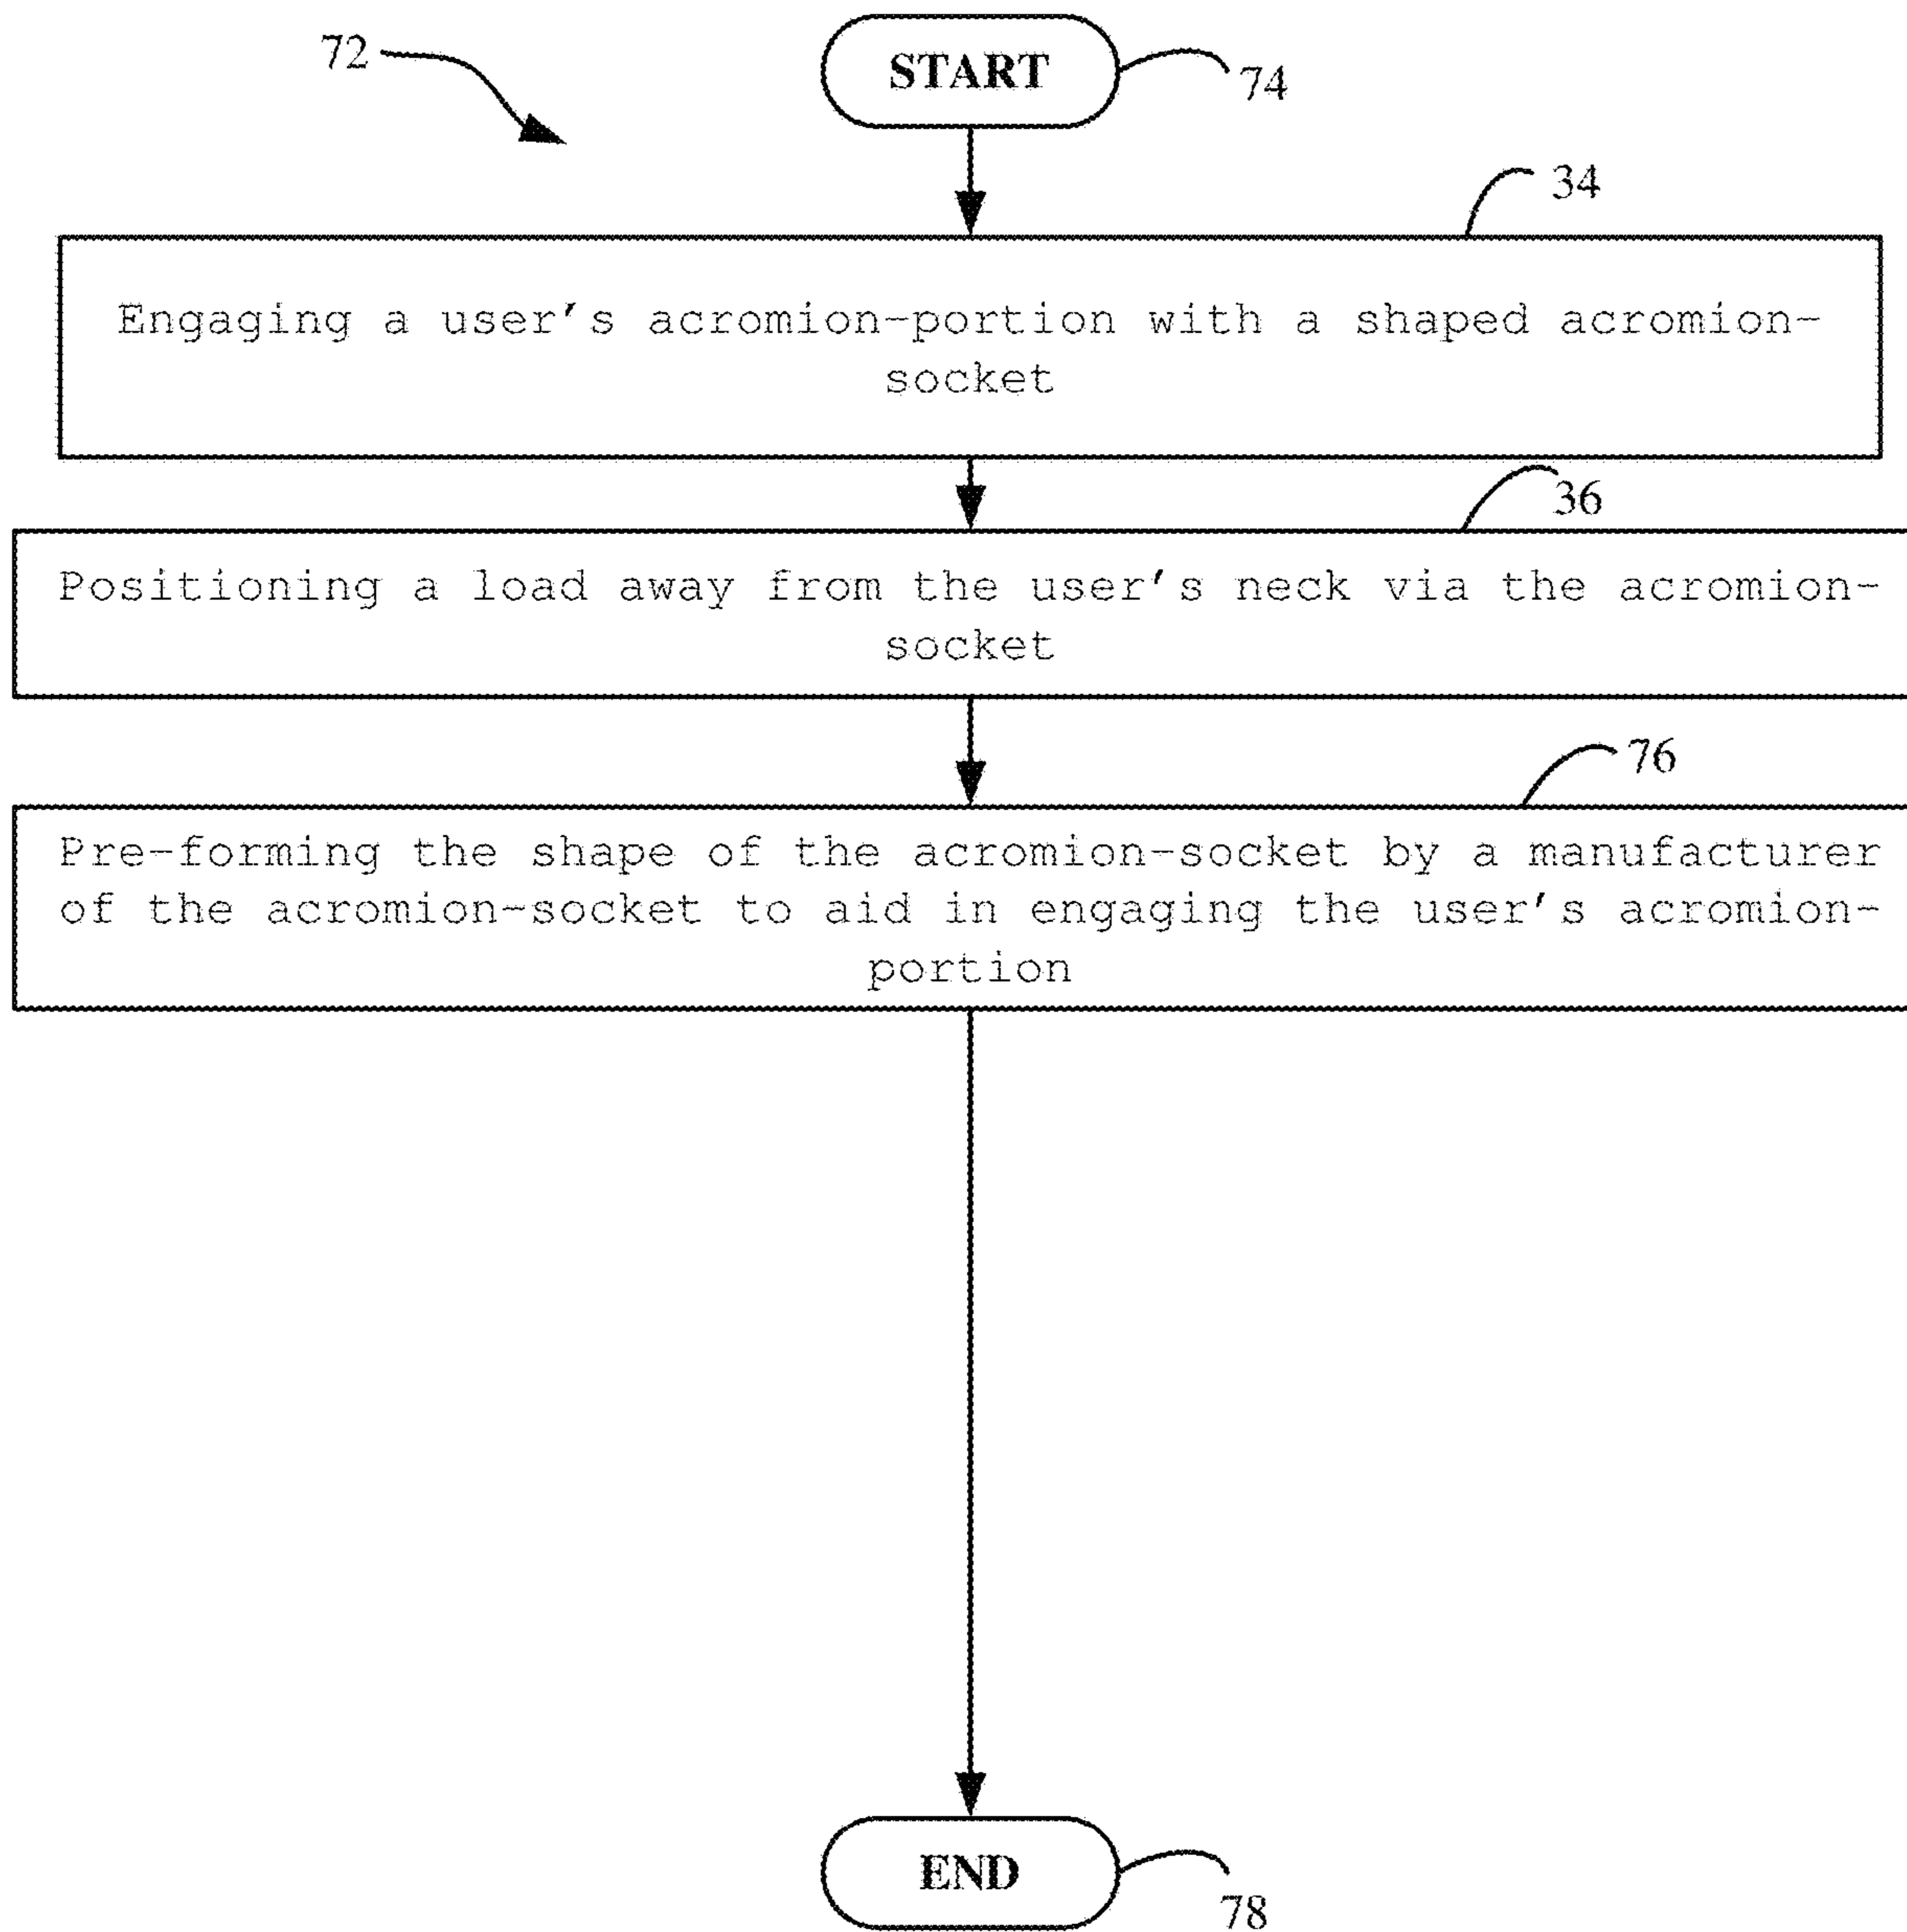 72
START
74
34
Engaging a user's acromion-portion with a shaped acromion-
socket
36
Positioning a load away from the user's neck via the acromion-
socket
76
Pre-forming the shape of the acromion-socket by a manufacturer
of the acromion-socket to aid in engaging the user's acromion-
portion
END
78